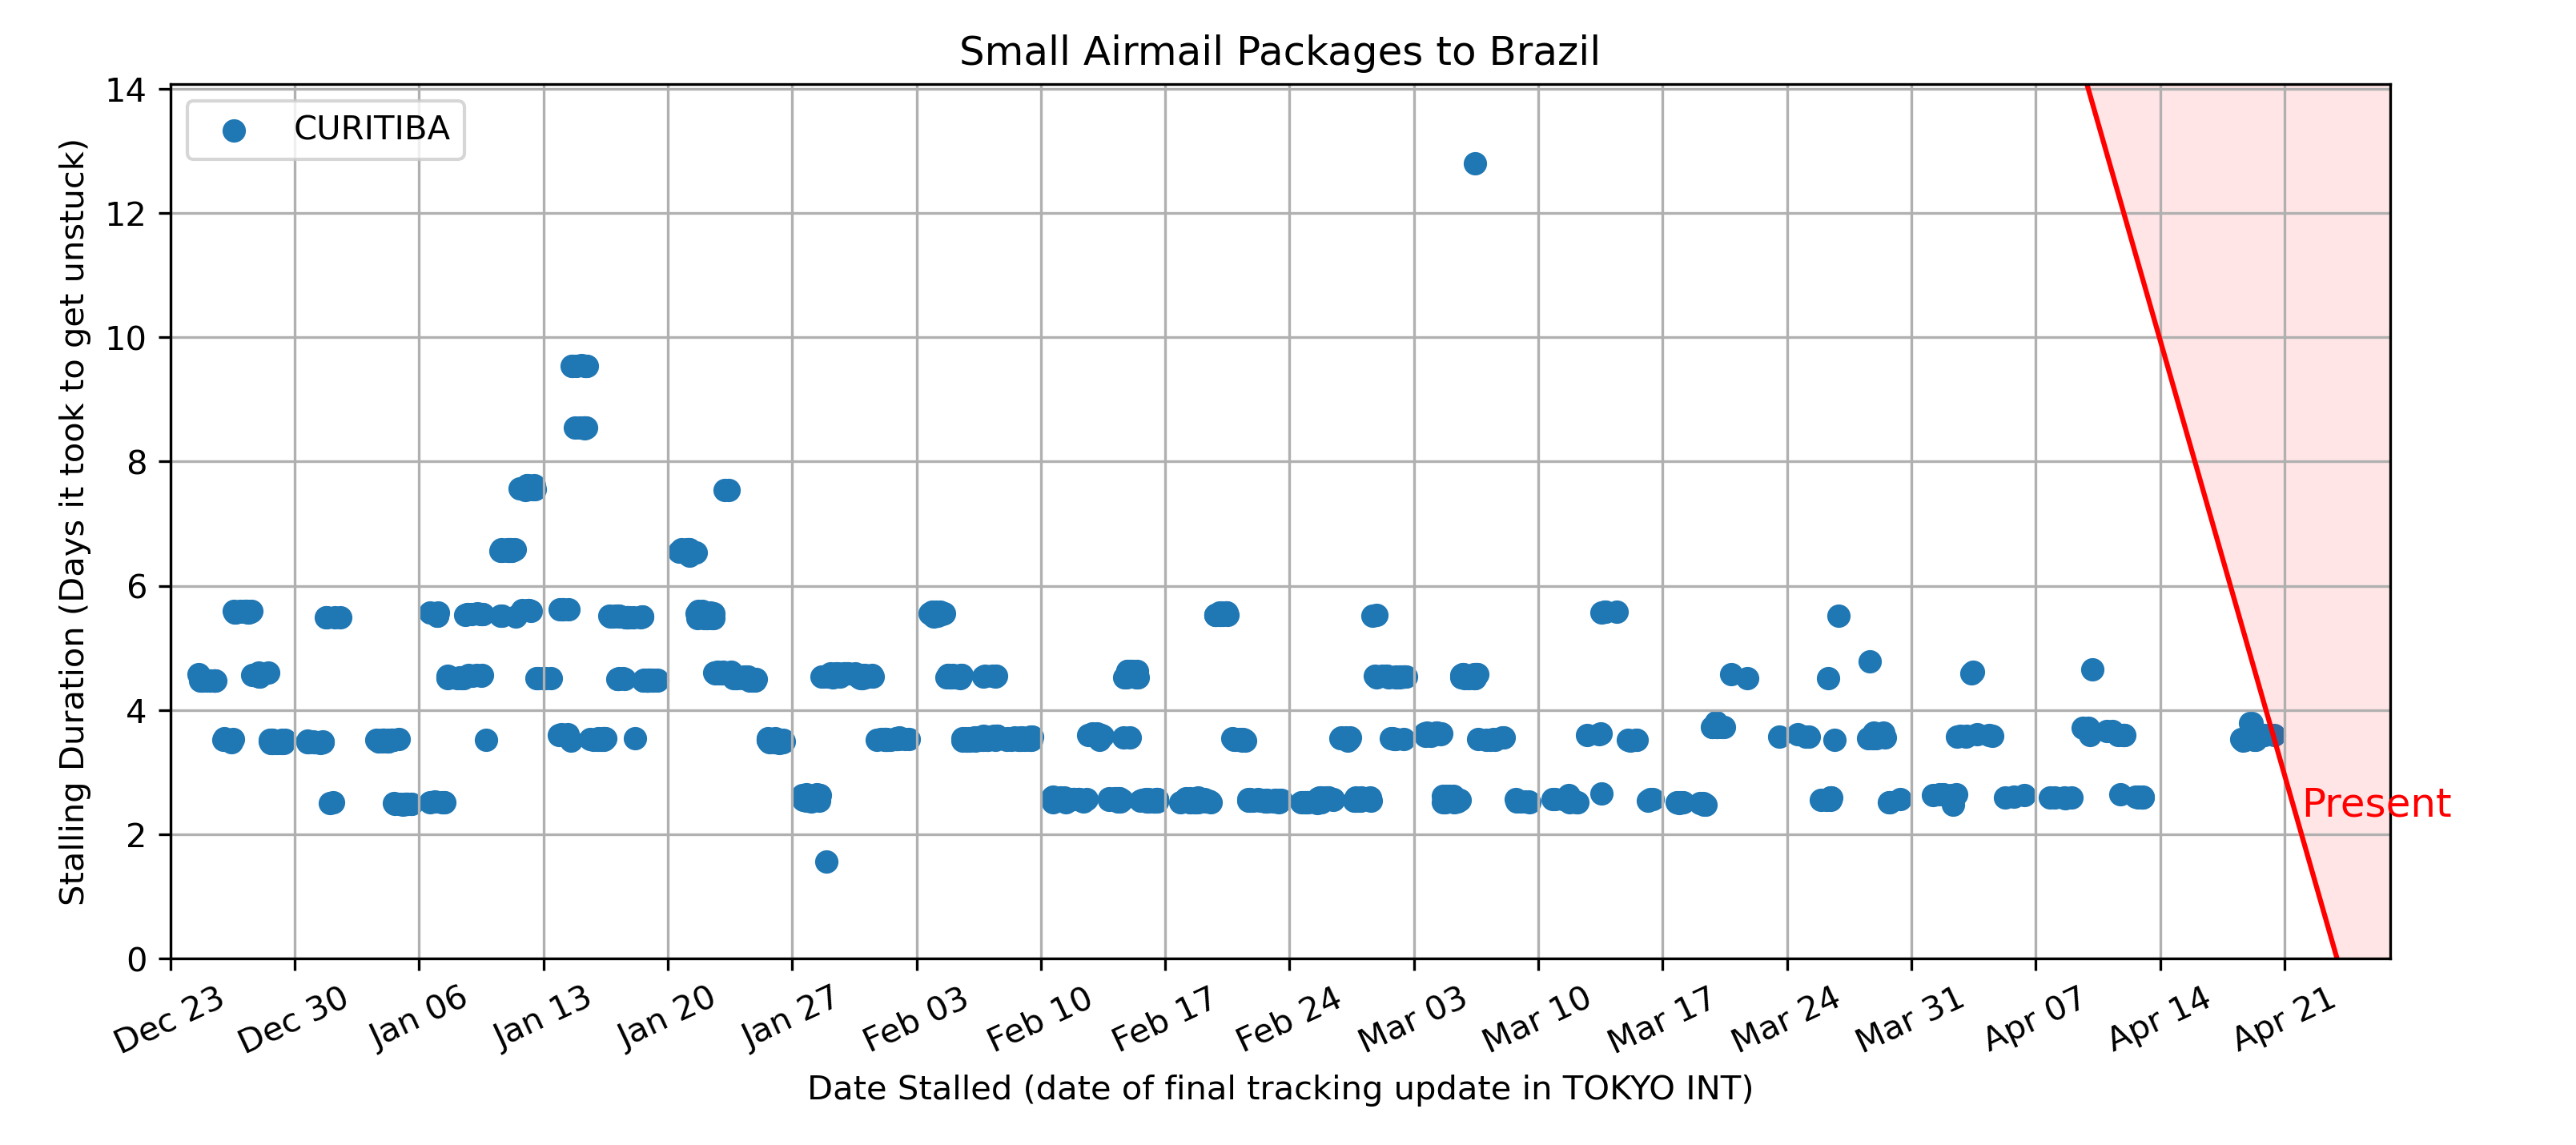 Small Airmail Packages to Brazil
CURITIBA
Stalling Duration (Days it took to get unstuck)
14
12
10
8
6
4
2
0
Present
Dec 23
Dec 30
Jan 06
Jan 13
Jan 20
Jan 27
Feb 03
Feb 10
Feb 17
Feb 24
Mar 03
Mar 10
Mar 17
Mar 24
Mar 31
Apr 07
Apr 14
Apr 21
Date Stalled (date of final tracking update in TOKYO INT)